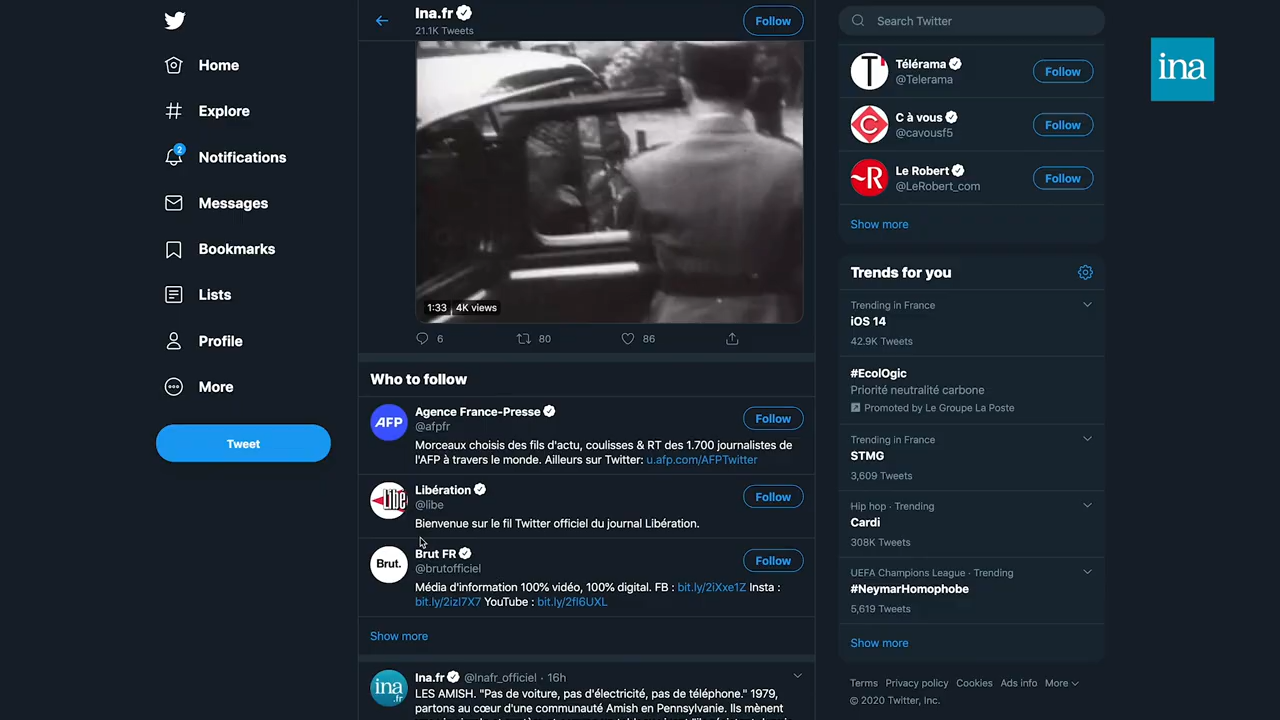 Home
Explore
2
Notifications
Messages
Bookmarks
Lists
Profile
More
Tweet
Ina.fr
21.1K Tweets
Follow
1:33 4K views
6 80 86
Who to follow
AFP
Agence France-Presse
@afpfr
Follow
Morceaux choisis des fils d'actu, coulisses & RT des 1.700 journalistes de
l'AFP à travers le monde. Ailleurs sur Twitter: u.afp.com/AFPTwitter
Libé
Libération
@libe
Follow
Bienvenue sur le fil Twitter officiel du journal Libération.
Brut.
Brut FR
@brutofficiel
Follow
Média d'information 100% vidéo, 100% digital. FB : bit.ly/2iXxe1Z Insta :
bit.ly/2izI7X7 YouTube : bit.ly/2fI6UXL
Show more
ina.fr
Ina.fr @Inafr_officiel · 16h
LES AMISH. "Pas de voiture, pas d'électricité, pas de téléphone." 1979,
partons au cœur d'une communauté Amish en Pennsylvanie. Ils mènent
Search Twitter
T
Télérama
@Telerama
Follow
C
C à vous
@cavousf5
Follow
~R
Le Robert
@LeRobert_com
Follow
Show more
Trends for you
Trending in France
iOS 14
42.9K Tweets
#EcolOgic
Priorité neutralité carbone
Promoted by Le Groupe La Poste
Trending in France
STMG
3,609 Tweets
Hip hop · Trending
Cardi
308K Tweets
UEFA Champions League · Trending
#NeymarHomophobe
5,619 Tweets
Show more
Terms Privacy policy Cookies Ads info More
© 2020 Twitter, Inc.
ina